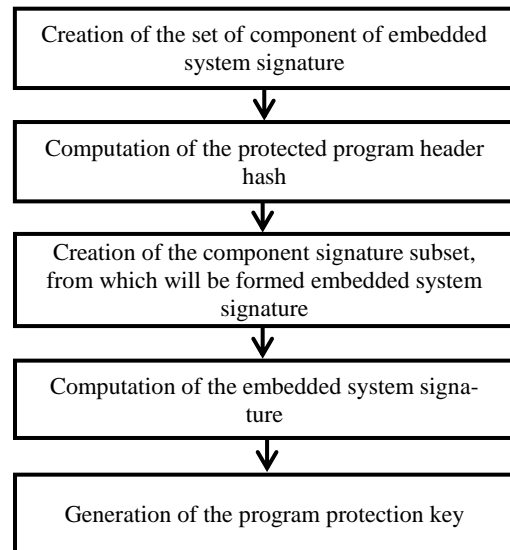 Creation of the set of component of embedded
system signature
Computation of the protected program header
hash
Creation of the component signature subset,
from which will be formed embedded system
signature
Computation of the embedded system signa-
ture
Generation of the program protection key